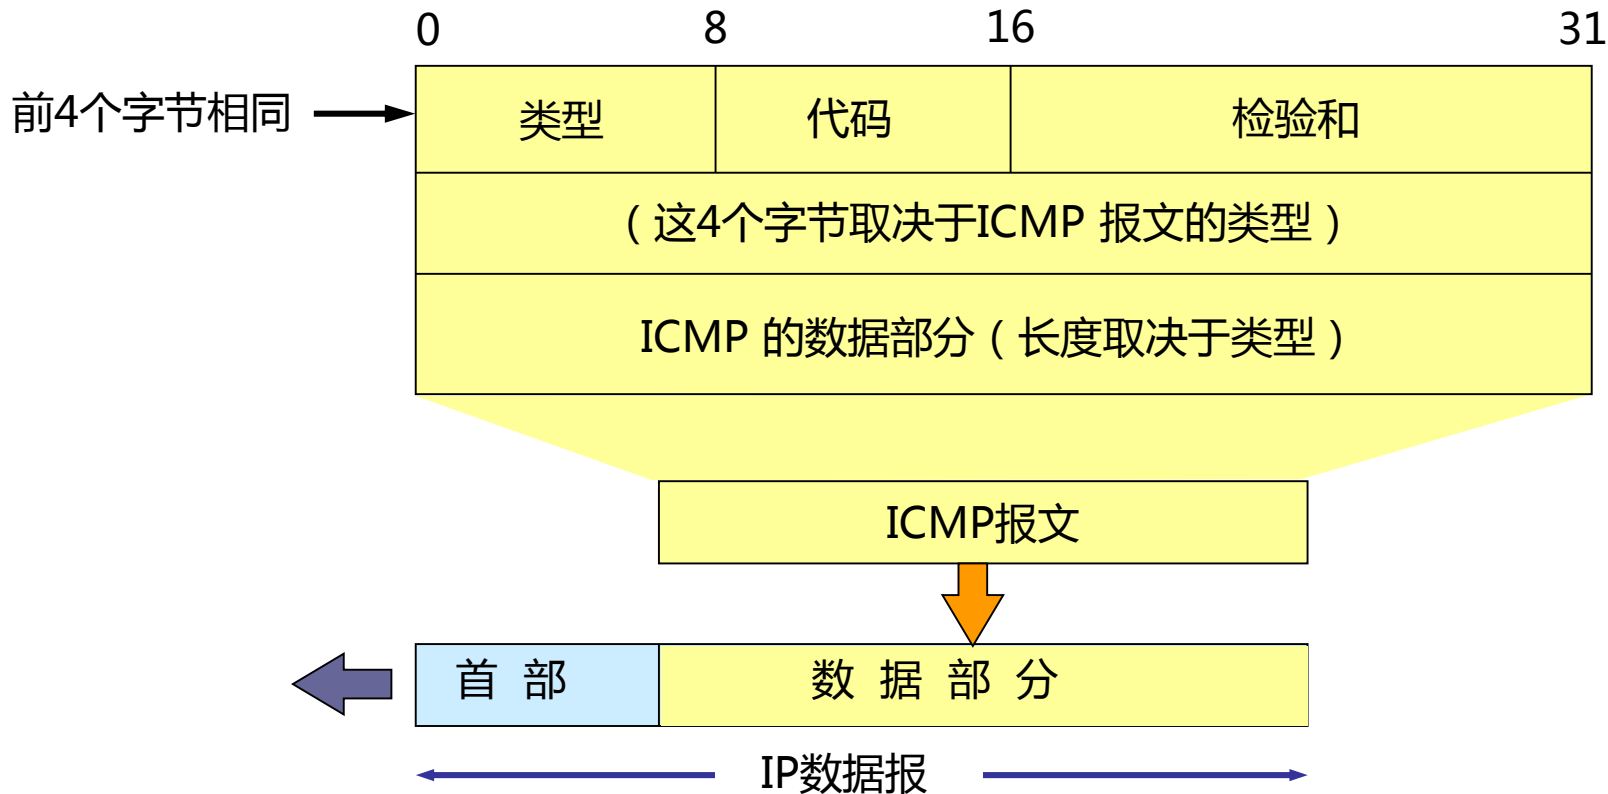 0 8 16 31
前4个字节相同
类型 代码 检验和
（这4个字节取决于ICMP 报文的类型）
ICMP 的数据部分（长度取决于类型）
ICMP报文
首 部 数 据 部 分
IP数据报